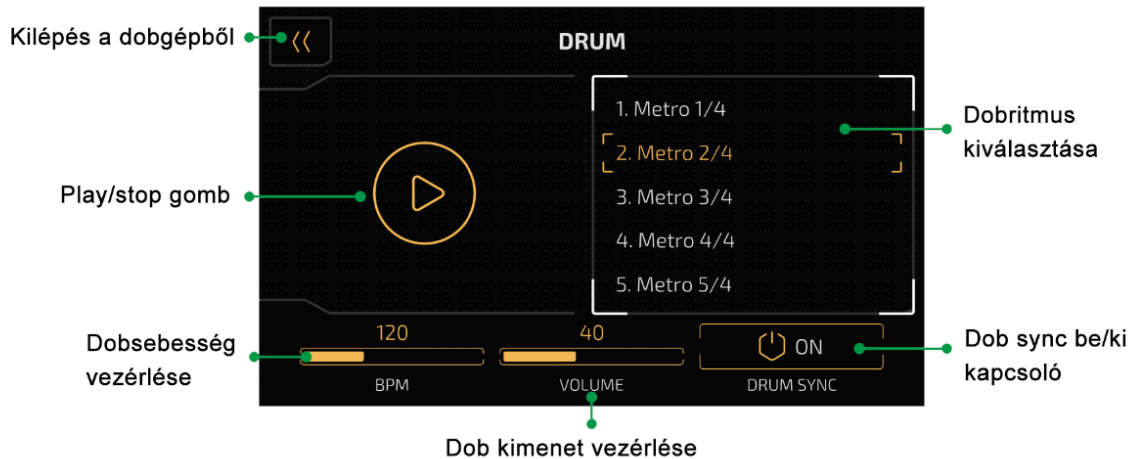 Kilépés a dobgépből
DRUM
1. Metro 1/4
Dobritmus
kiválasztása
2. Metro 2/4
Play/stop gomb
3. Metro 3/4
4. Metro 4/4
5. Metro 5/4
Dobsebesség
vezérlése
120
40
ON
Dob sync be/ki
kapcsoló
BPM
VOLUME
DRUM SYNC
Dob kimenet vezérlése